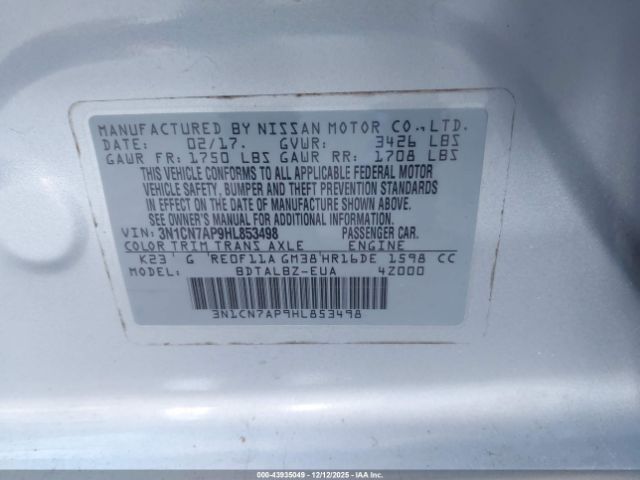 MANUFACTURED BY NISSAN MOTOR CO.,LTD.
DATE: 02/17. GVWR: 3426 LBS
GAWR FR: 1750 LBS GAWR RR: 1708 LBS
THIS VEHICLE CONFORMS TO ALL APPLICABLE FEDERAL MOTOR
VEHICLE SAFETY, BUMPER AND THEFT PREVENTION STANDARDS
IN EFFECT ON THE DATE OF MANUFACTURE SHOWN ABOVE.
SEE OWNER'S MANUAL FOR ADDITIONAL INFORMATION.
VIN: 3N1CN7AP9HL853498 PASSENGER CAR.
COLOR TRIM TRANS AXLE ENGINE
K23 G RE0F11A GM38 HR16DE 1598 CC
MODEL: BDTALBZ-EUA 4Z000
3N1CN7AP9HL853498
000-43935049 - 12/12/2025 - IAAI.CA